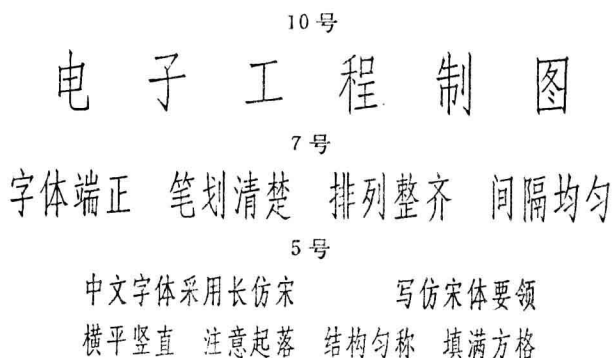 10号
电 子 工 程 制 图
7号
字体端正 笔划清楚 排列整齐 间隔均匀
5号
中文字体采用长仿宋 写仿宋体要领
横平竖直 注意起落 结构匀称 填满方格